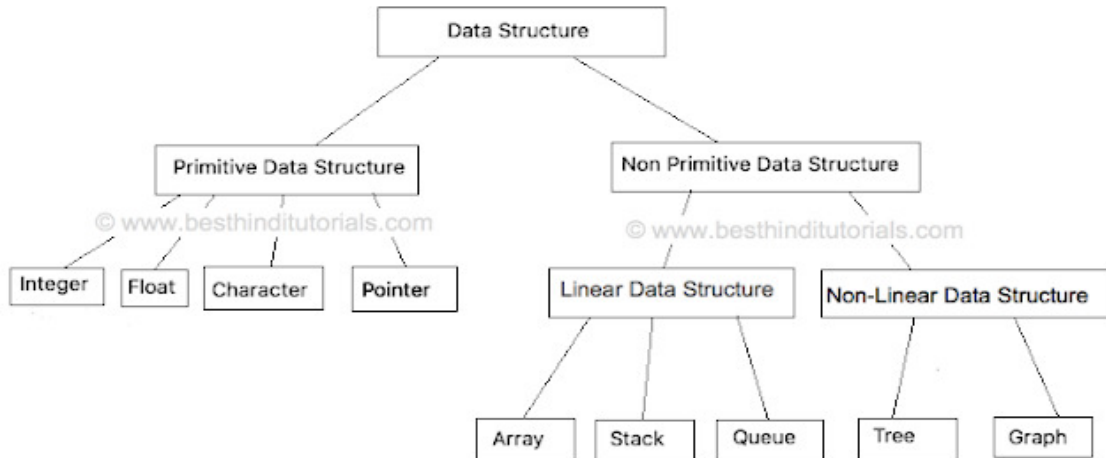 Data Structure
Primitive Data Structure
Non Primitive Data Structure
© www.besthinditutorials.com
© www.besthinditutorials.com
Integer
Float
Character
Pointer
Linear Data Structure
Non-Linear Data Structure
Array
Stack
Queue
Tree
Graph